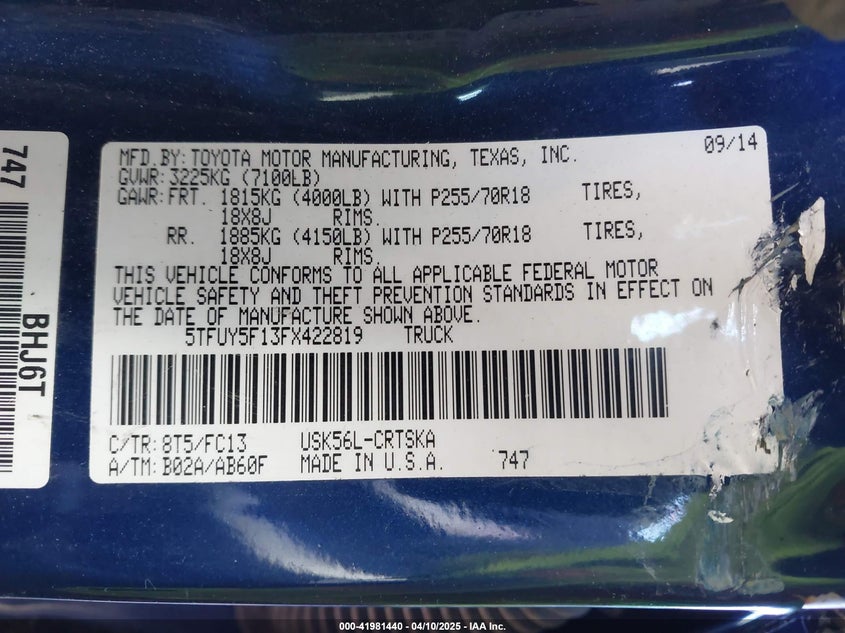 747
BHJ6T
MFD.BY:TOYOTA MOTOR MANUFACTURING, TEXAS, INC. 09/14
GVWR:3225KG (7100LB)
GAWR:FRT. 1815KG (4000LB) WITH P255/70R18 TIRES,
18X8J RIMS.
RR. 1885KG (4150LB) WITH P255/70R18 TIRES,
18X8J RIMS.
THIS VEHICLE CONFORMS TO ALL APPLICABLE FEDERAL MOTOR
VEHICLE SAFETY AND THEFT PREVENTION STANDARDS IN EFFECT ON
THE DATE OF MANUFACTURE SHOWN ABOVE.
5TFUY5F13FX422819 TRUCK
C/TR:8T5/FC13 USK56L-CRTSKA
A/TM:B02A/AB60F MADE IN U.S.A. 747
000-41981440 - 04/10/2025 - IAA Inc.